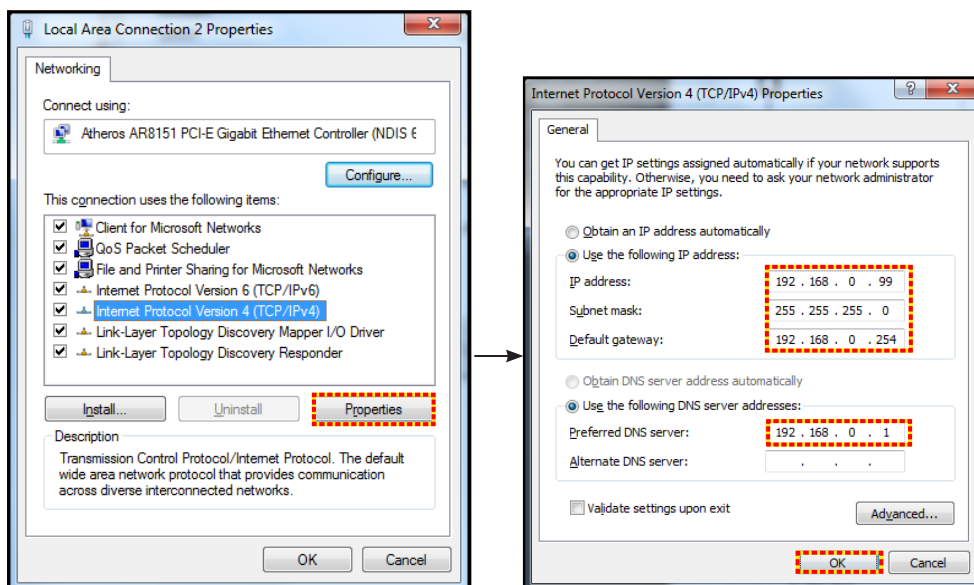 Local Area Connection 2 Properties
Networking
Connect using:
Atheros AR8151 PCI-E Gigabit Ethernet Controller (NDIS 6
Configure...
This connection uses the following items:
Client for Microsoft Networks
QoS Packet Scheduler
File and Printer Sharing for Microsoft Networks
Internet Protocol Version 6 (TCP/IPv6)
Internet Protocol Version 4 (TCP/IPv4)
Link-Layer Topology Discovery Mapper I/O Driver
Link-Layer Topology Discovery Responder
Install... Uninstall Properties
Description
Transmission Control Protocol/Internet Protocol. The default
wide area network protocol that provides communication
across diverse interconnected networks.
OK Cancel
Internet Protocol Version 4 (TCP/IPv4) Properties
General
You can get IP settings assigned automatically if your network supports
this capability. Otherwise, you need to ask your network administrator
for the appropriate IP settings.
Obtain an IP address automatically
Use the following IP address:
IP address: 192 . 168 . 0 . 99
Subnet mask: 255 . 255 . 255 . 0
Default gateway: 192 . 168 . 0 . 254
Obtain DNS server address automatically
Use the following DNS server addresses:
Preferred DNS server: 192 . 168 . 0 . 1
Alternate DNS server: . . .
Validate settings upon exit
Advanced...
OK Cancel